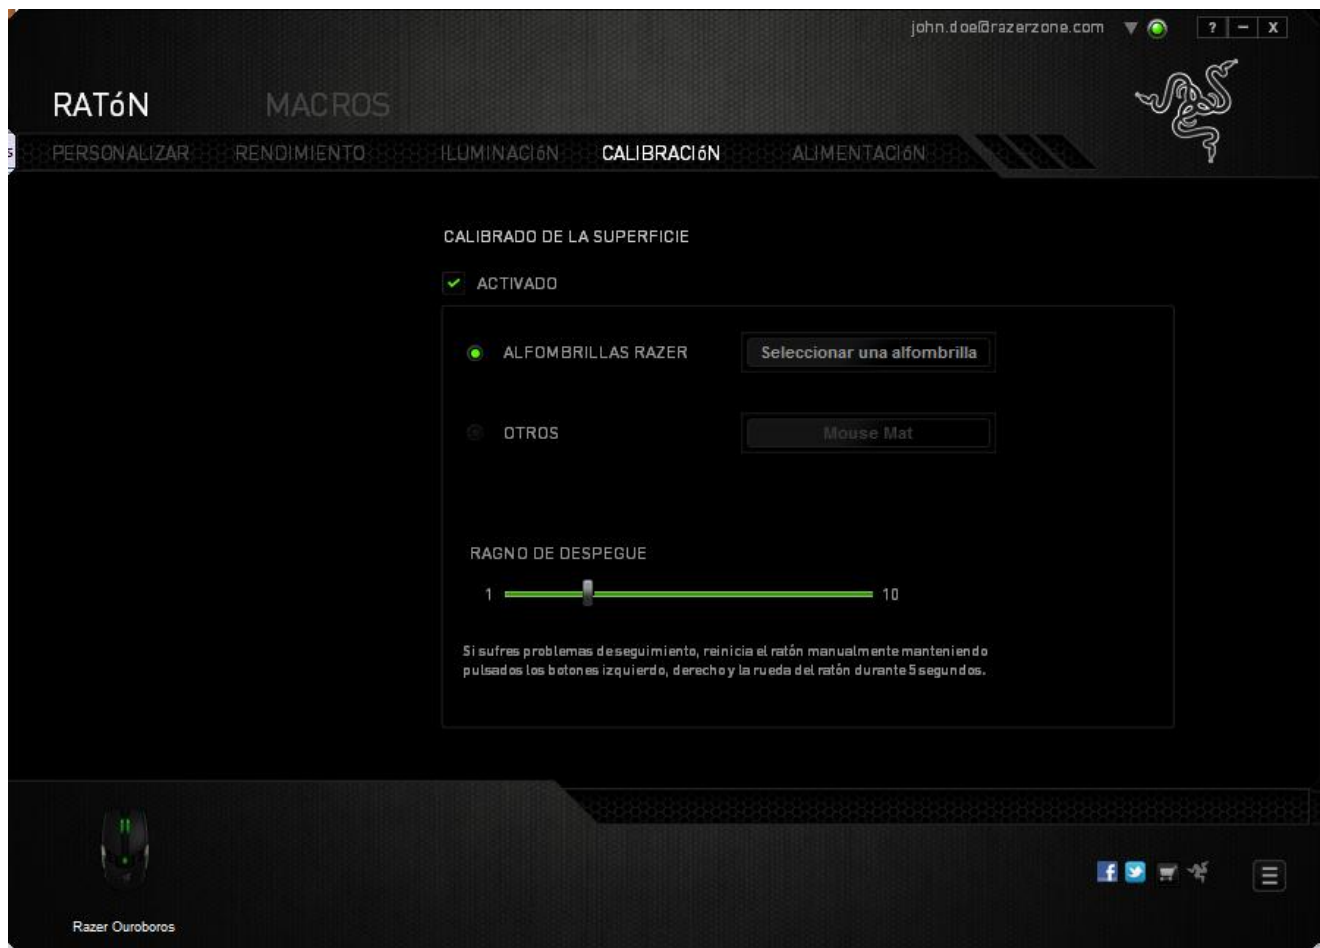 john.doe@razerzone.com
? – X
RATóN MACROS
s
PERSONALIZAR RENDIMIENTO ILUMINACIóN CALIBRACIóN ALIMENTACIóN
CALIBRADO DE LA SUPERFICIE
ACTIVADO
ALFOMBRILLAS RAZER Seleccionar una alfombrilla
OTROS Mouse Mat
RAGNO DE DESPEGUE
1 10
Si sufres problemas de seguimiento, reinicia el ratón manualmente manteniendo
pulsados los botones izquierdo, derecho y la rueda del ratón durante 5 segundos.
Razer Ouroboros